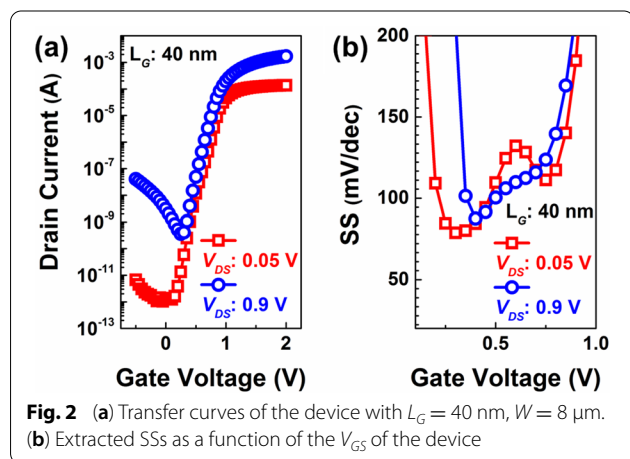 (a)
L_G: 40 nm
10^-3
10^-5
10^-7
10^-9
10^-11
10^-13
Drain Current (A)
V_DS: 0.05 V
V_DS: 0.9 V
0
1
2
Gate Voltage (V)
(b)
200
150
100
50
SS (mV/dec)
L_G: 40 nm
V_DS: 0.05 V
V_DS: 0.9 V
0.5
1.0
Gate Voltage (V)
Fig. 2 (a) Transfer curves of the device with L_G = 40 nm, W = 8 μm.
(b) Extracted SSs as a function of the V_GS of the device